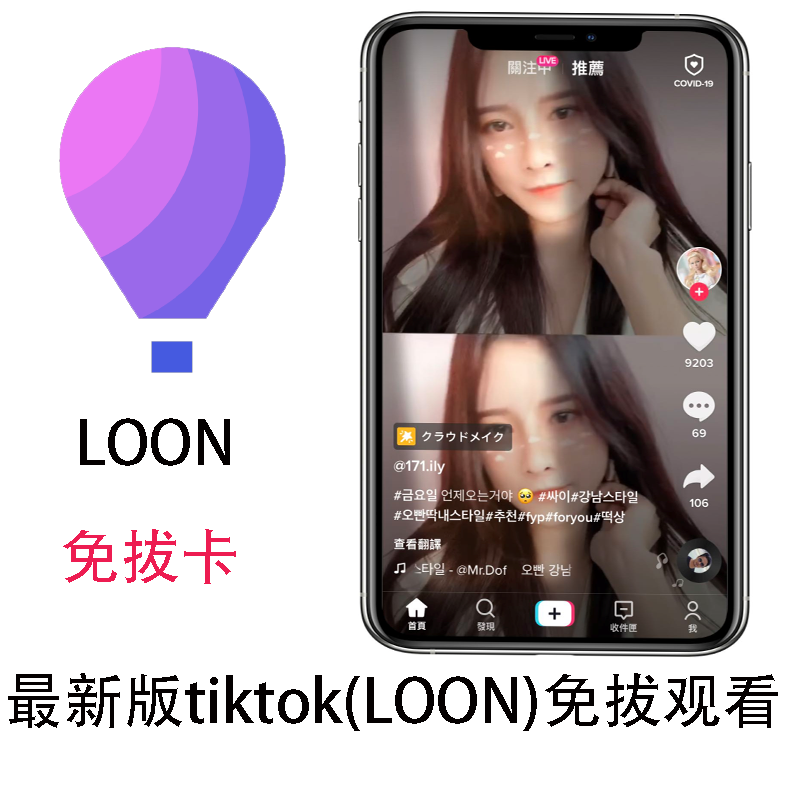 關注中
LIVE
推薦
COVID-19
LOON
免拔卡
9203
69
106
クラウドメイク
@171.ily
#금요일 언제오는거야 🥺 #싸이#강남스타일
#오빤딱내스타일#추천#fyp#foryou#떡상
查看翻譯
스타일 - @Mr.Dof 오빤 강남
首頁
發現
收件匣
我
最新版tiktok(LOON)免拔观看